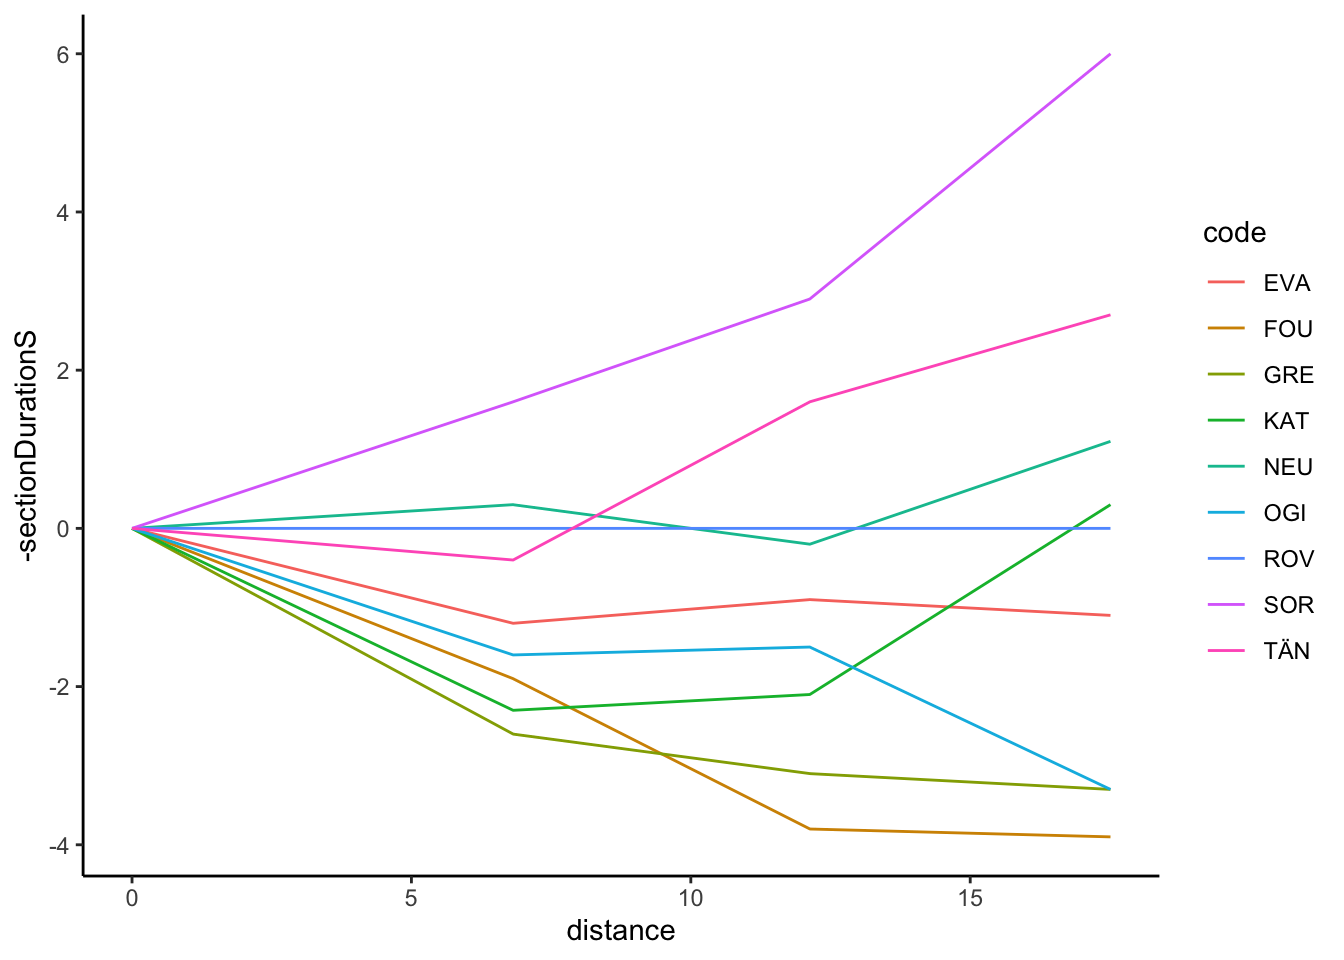 6
4
2
0
-2
-4
-sectionDurationS
0 5 10 15
distance
code
EVA
FOU
GRE
KAT
NEU
OGI
ROV
SOR
TÄN